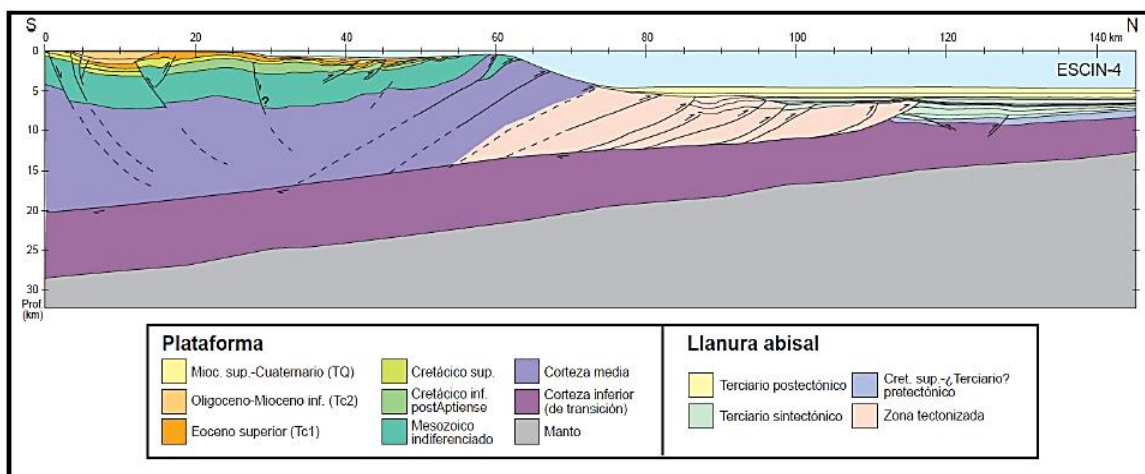 S
N
0
20
40
60
80
100
120
140 km
0
5
10
15
20
25
30
Prof.
(km)
ESCIN-4
?
Plataforma
Mioc. sup.-Cuaternario (TQ)
Oligoceno-Mioceno inf. (Tc2)
Eoceno superior (Tc1)
Cretácico sup.
Cretácico inf.
postAptiense
Mesozoico
indiferenciado
Corteza media
Corteza inferior
(de transición)
Manto
Llanura abisal
Terciario postectónico
Terciario sintectónico
Cret. sup.-¿Terciario?
pretectónico
Zona tectonizada